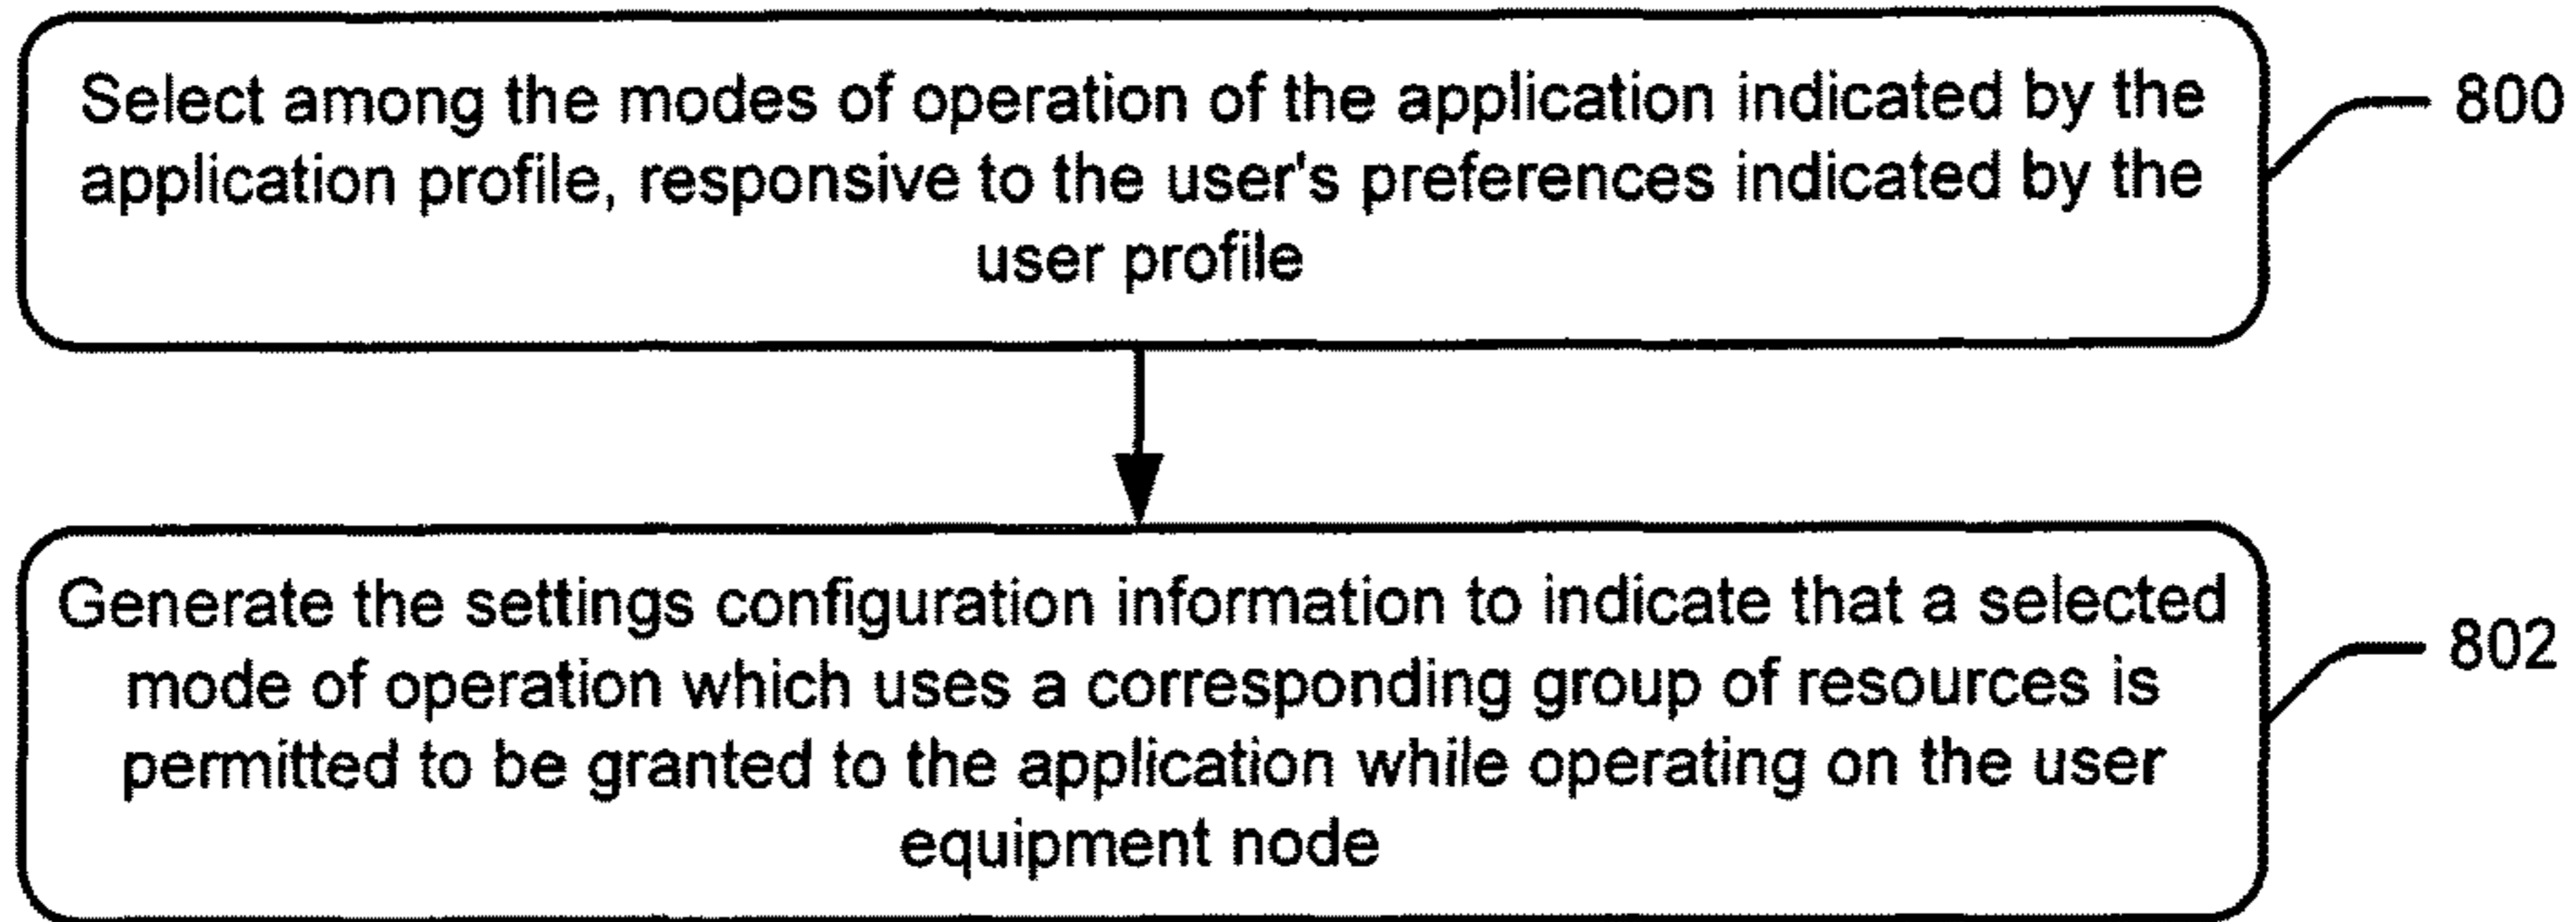 Select among the modes of operation of the application indicated by the
application profile, responsive to the user's preferences indicated by the
user profile
800
Generate the settings configuration information to indicate that a selected
mode of operation which uses a corresponding group of resources is
permitted to be granted to the application while operating on the user
equipment node
802